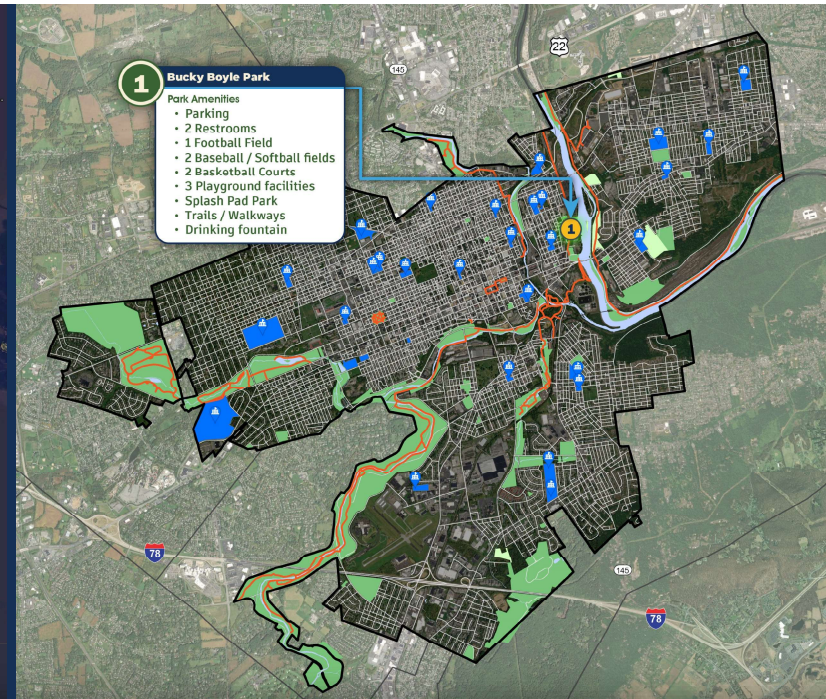 22
145
1
Bucky Boyle Park
Park Amenities
• Parking
• 2 Restrooms
• 1 Football Field
• 2 Baseball / Softball fields
• 2 Basketball Courts
• 3 Playground facilities
• Splash Pad Park
• Trails / Walkways
• Drinking fountain
1
78
145
78